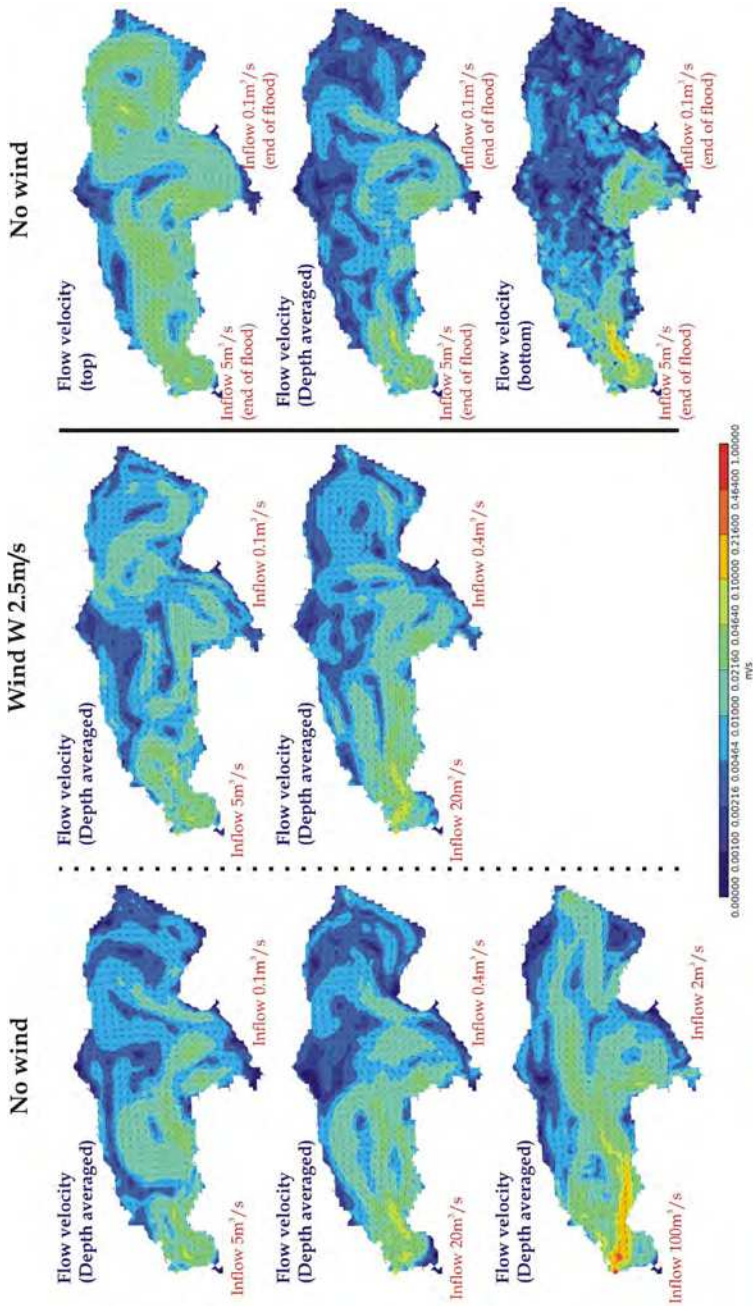 No wind
Flow velocity
(Depth averaged)
Inflow 5m³/s
Inflow 0.1m³/s
Flow velocity
(Depth averaged)
Inflow 20m³/s
Inflow 0.4m³/s
Flow velocity
(Depth averaged)
Inflow 100m³/s
Inflow 2m³/s
Wind W 2.5m/s
Flow velocity
(Depth averaged)
Inflow 5m³/s
Inflow 0.1m³/s
Flow velocity
(Depth averaged)
Inflow 20m³/s
Inflow 0.4m³/s
No wind
Flow velocity
(top)
Inflow 5m³/s
(end of flood)
Inflow 0.1m³/s
(end of flood)
Flow velocity
(Depth averaged)
Inflow 5m³/s
(end of flood)
Inflow 0.1m³/s
(end of flood)
Flow velocity
(bottom)
Inflow 5m³/s
(end of flood)
Inflow 0.1m³/s
(end of flood)
0.00000 0.00100 0.00216 0.00464 0.01000 0.02160 0.04640 0.10000 0.21600 0.46400 1.00000
m/s